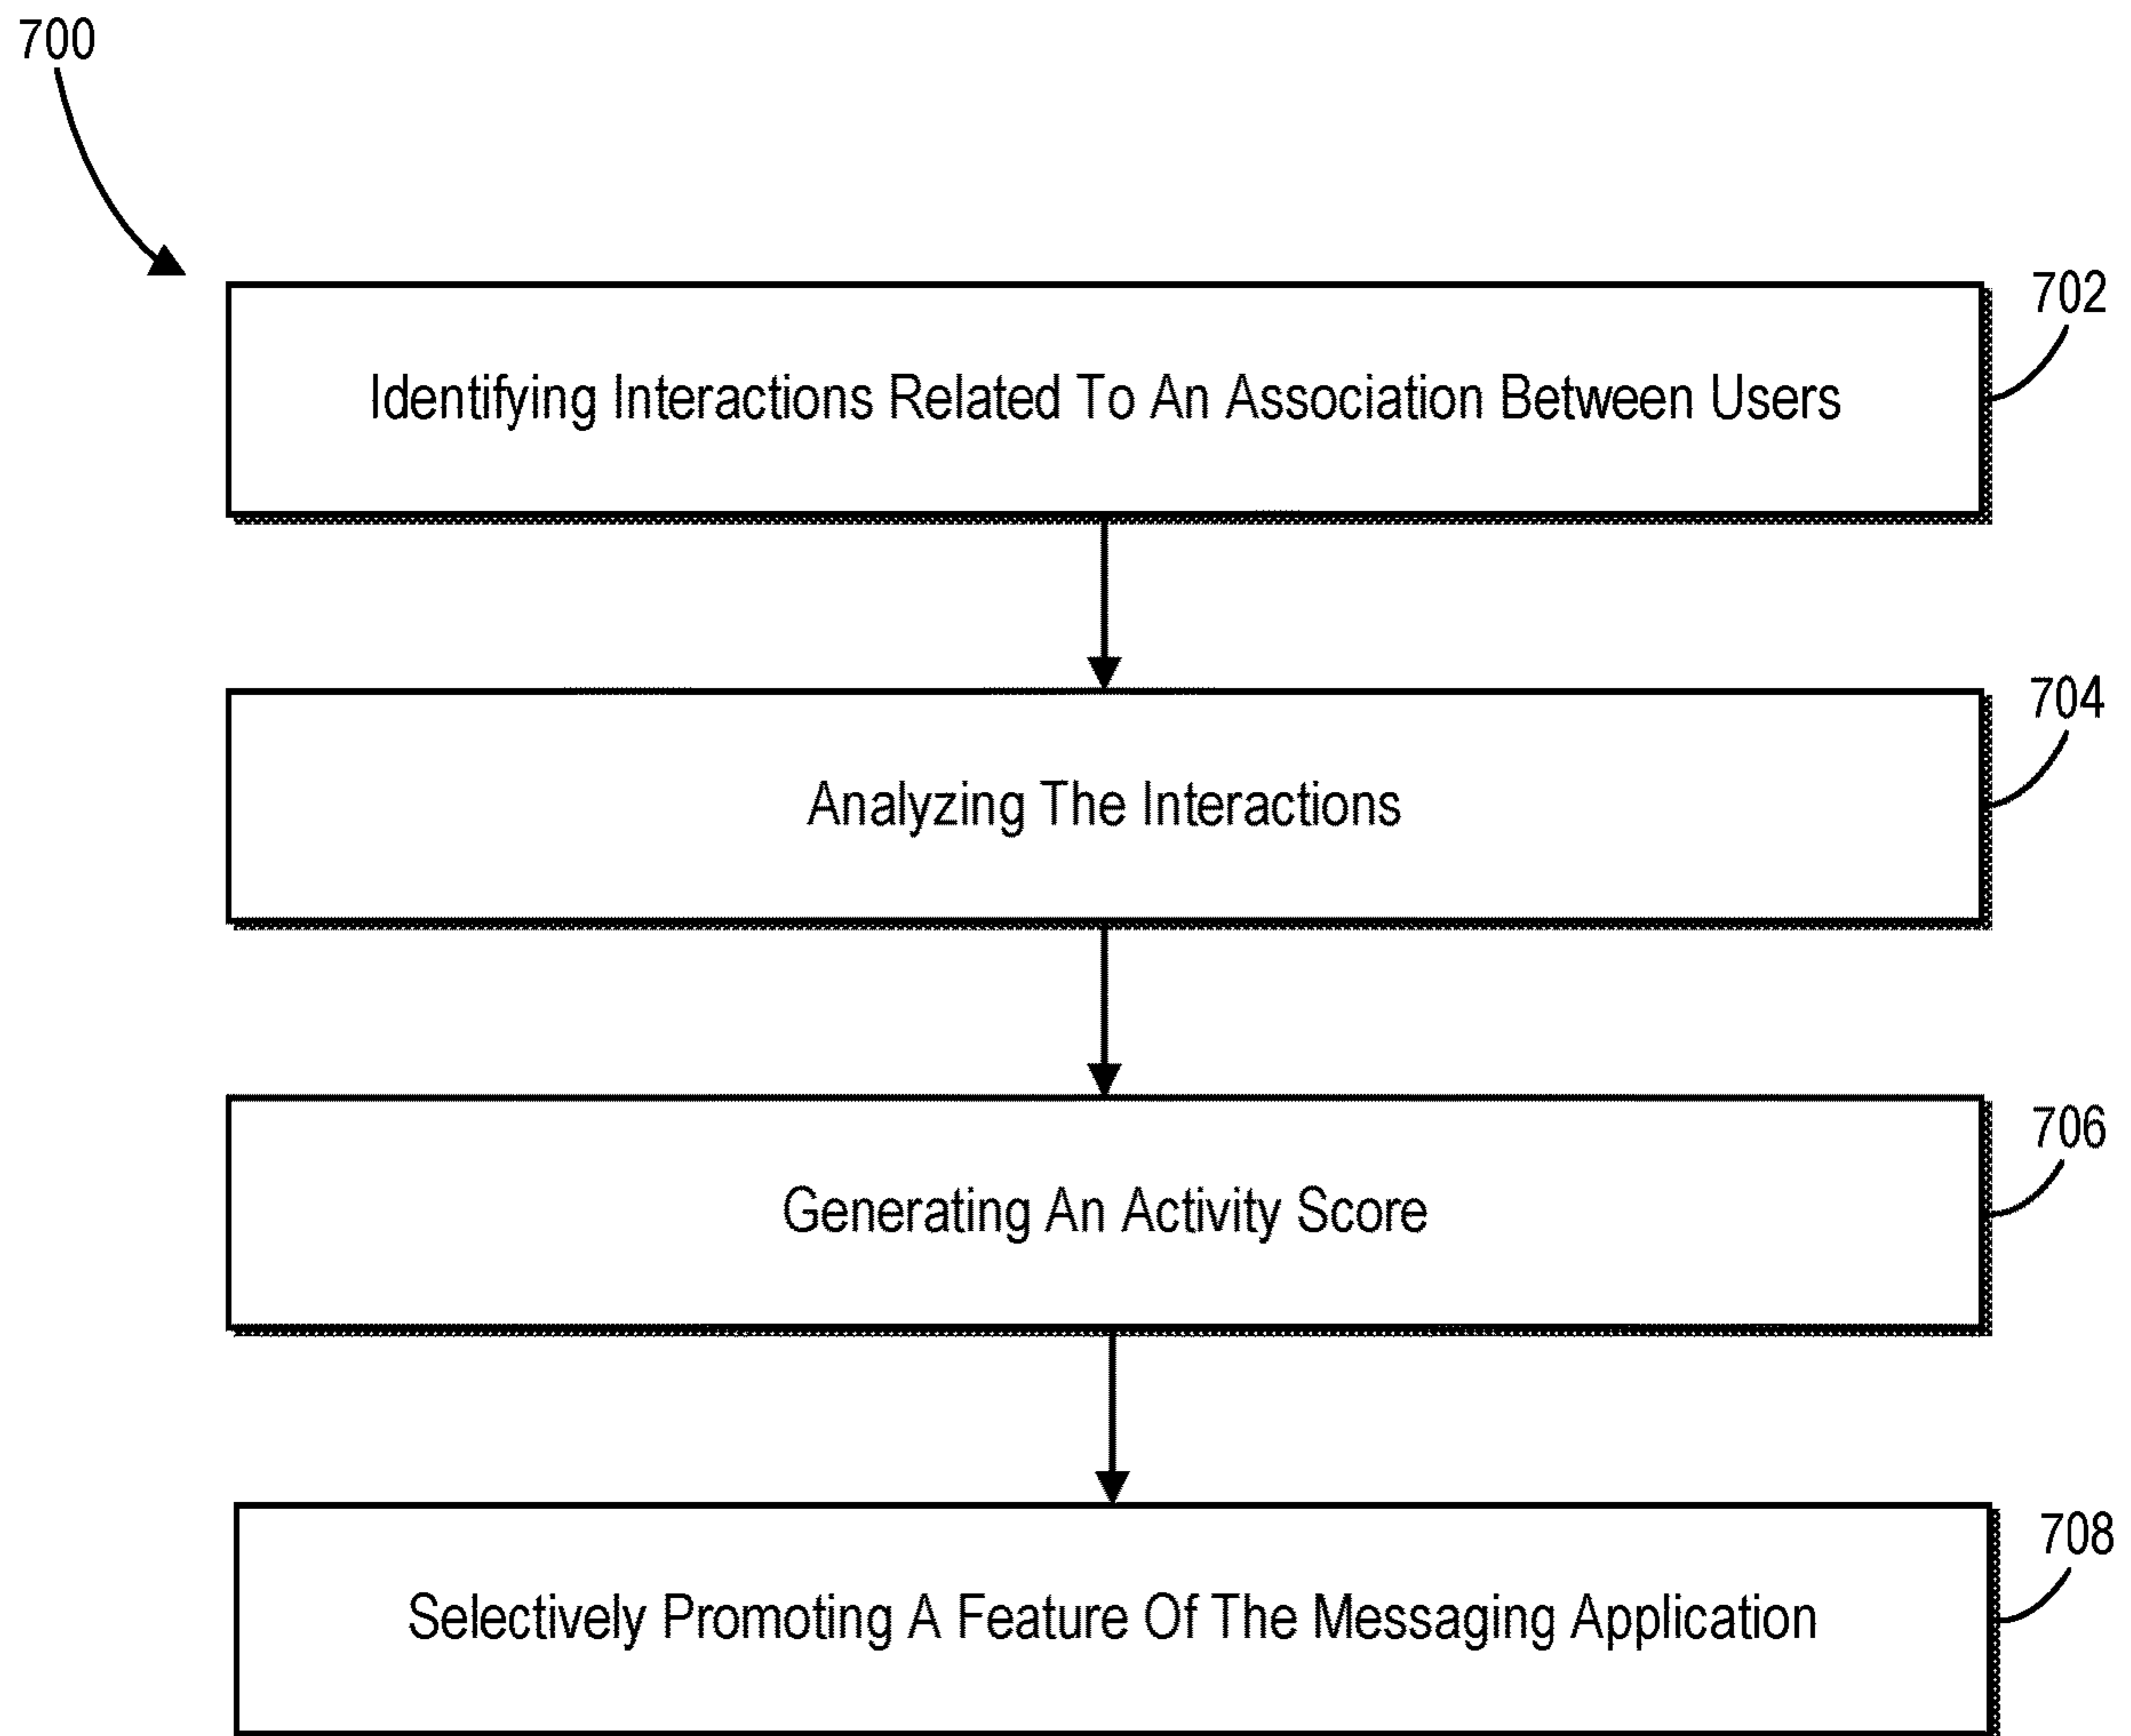 700
702
Identifying Interactions Related To An Association Between Users
704
Analyzing The Interactions
706
Generating An Activity Score
708
Selectively Promoting A Feature Of The Messaging Application